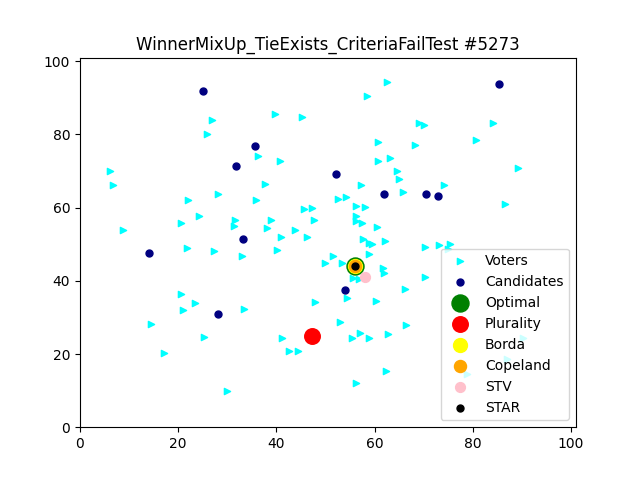 WinnerMixUp_TieExists_CriteriaFailTest #5273
100
80
60
40
20
0
0
20
40
60
80
100
Voters
Candidates
Optimal
Plurality
Borda
Copeland
STV
STAR